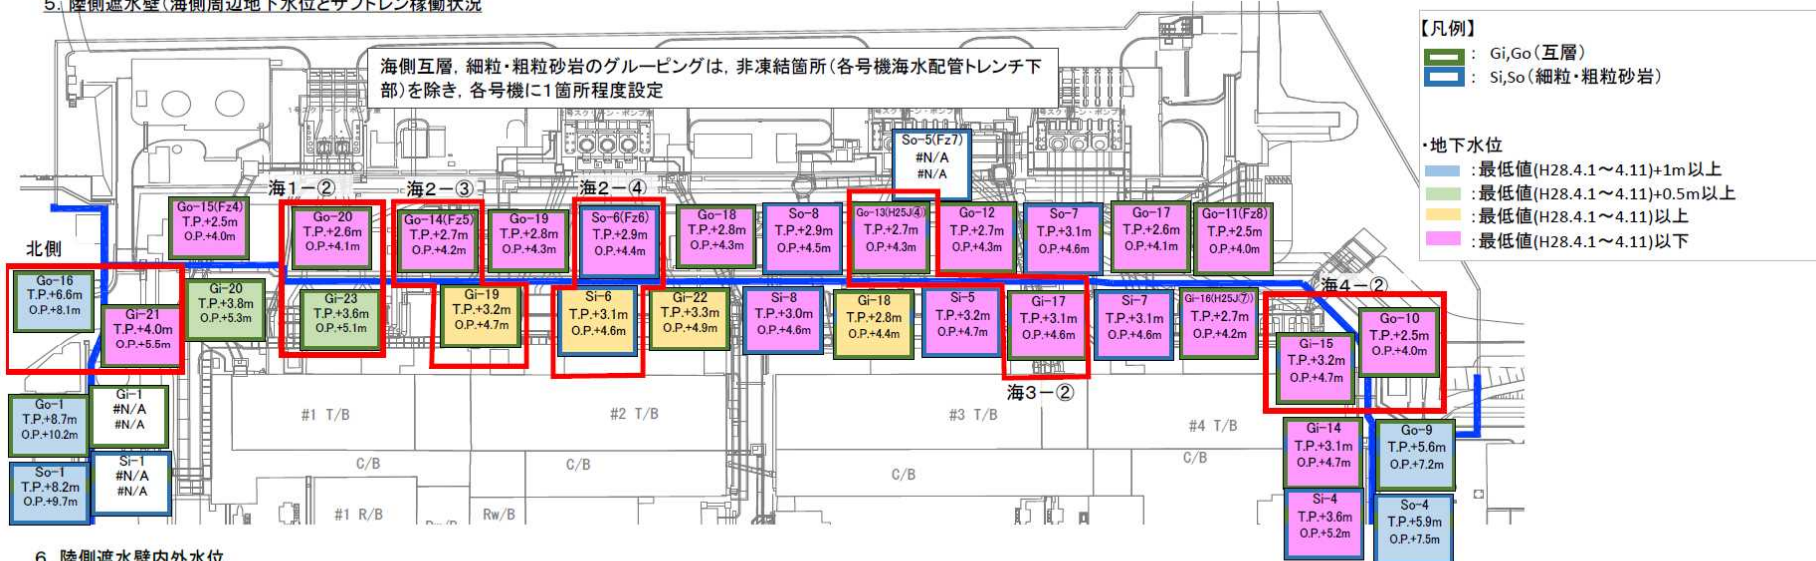 5. 陸側遮水壁(海側周辺地下水位とサブドレン稼働状況
海側互層，細粒・粗粒砂岩のグルーピングは，非凍結箇所(各号機海水配管トレンチ下
部)を除き，各号機に1箇所程度設定
【凡例】
： Gi,Go(互層)
： Si,So(細粒・粗粒砂岩)
・地下水位
：最低値(H28.4.1～4.11)+1m以上
：最低値(H28.4.1～4.11)+0.5m以上
：最低値(H28.4.1～4.11)以上
：最低値(H28.4.1～4.11)以下
So-5(Fz7)
#N/A
#N/A
海1-②
海2-③
海2-④
Go-15(Fz4)
T.P.+2.5m
O.P.+4.0m
Go-20
T.P.+2.6m
O.P.+4.1m
Go-14(Fz5)
T.P.+2.7m
O.P.+4.2m
Go-19
T.P.+2.8m
O.P.+4.3m
So-6(Fz6)
T.P.+2.9m
O.P.+4.4m
Go-18
T.P.+2.8m
O.P.+4.3m
So-8
T.P.+2.9m
O.P.+4.5m
Go-13(H25J④)
T.P.+2.7m
O.P.+4.3m
Go-12
T.P.+2.7m
O.P.+4.3m
So-7
T.P.+3.1m
O.P.+4.6m
Go-17
T.P.+2.6m
O.P.+4.1m
Go-11(Fz8)
T.P.+2.5m
O.P.+4.0m
北側
海4-②
Go-16
T.P.+6.6m
O.P.+8.1m
Gi-21
T.P.+4.0m
O.P.+5.5m
Gi-20
T.P.+3.8m
O.P.+5.3m
Gi-23
T.P.+3.6m
O.P.+5.1m
Gi-19
T.P.+3.2m
O.P.+4.7m
Si-6
T.P.+3.1m
O.P.+4.6m
Gi-22
T.P.+3.3m
O.P.+4.9m
Si-8
T.P.+3.0m
O.P.+4.6m
Gi-18
T.P.+2.8m
O.P.+4.4m
Si-5
T.P.+3.2m
O.P.+4.7m
Gi-17
T.P.+3.1m
O.P.+4.6m
Si-7
T.P.+3.1m
O.P.+4.6m
Gi-16(H25J⑦)
T.P.+2.7m
O.P.+4.2m
Gi-15
T.P.+3.2m
O.P.+4.7m
Go-10
T.P.+2.5m
O.P.+4.0m
海3-②
Go-1
T.P.+8.7m
O.P.+10.2m
Gi-1
#N/A
#N/A
#1 T/B
#2 T/B
#3 T/B
#4 T/B
Gi-14
T.P.+3.1m
O.P.+4.7m
Go-9
T.P.+5.6m
O.P.+7.2m
So-1
T.P.+8.2m
O.P.+9.7m
Si-1
#N/A
#N/A
C/B
C/B
C/B
C/B
Si-4
T.P.+3.6m
O.P.+5.2m
So-4
T.P.+5.9m
O.P.+7.5m
#1 R/B
Rw/B
6. 陸側遮水壁内外水位